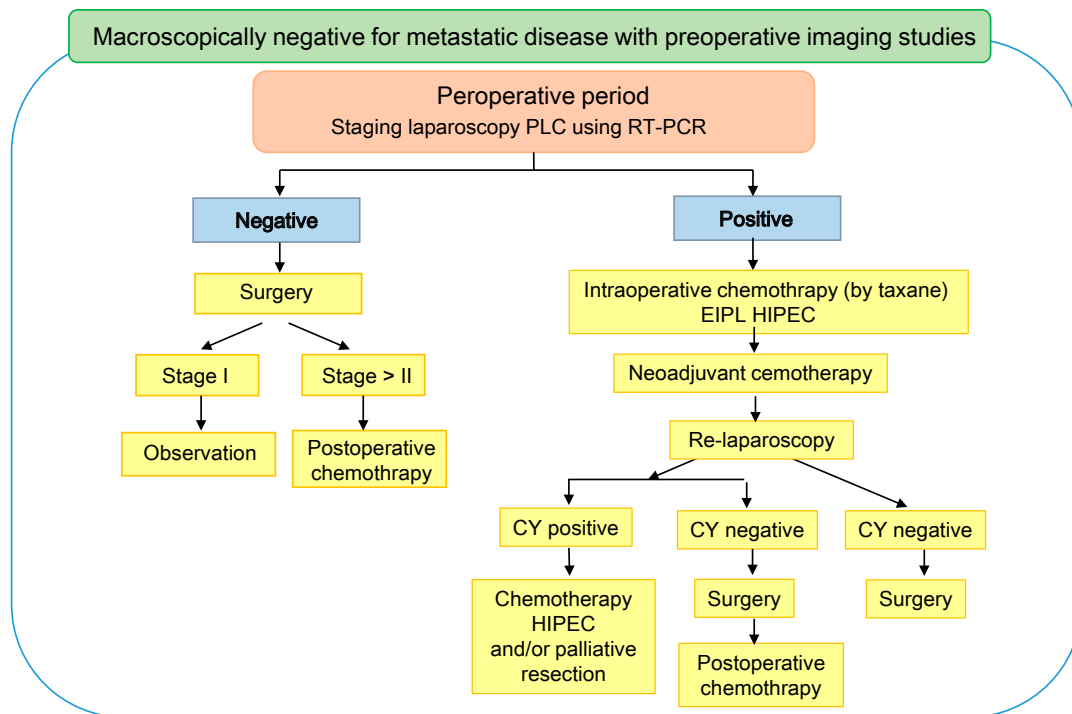 Macroscopically negative for metastatic disease with preoperative imaging studies
Peroperative period
Staging laparoscopy PLC using RT-PCR
Negative
Positive
Surgery
Intraoperative chemothrapy (by taxane)
EIPL HIPEC
Stage I
Stage > II
Neoadjuvant cemotherapy
Observation
Postoperative
chemothrapy
Re-laparoscopy
CY positive
CY negative
CY negative
Chemotherapy
HIPEC
and/or palliative
resection
Surgery
Surgery
Postoperative
chemothrapy